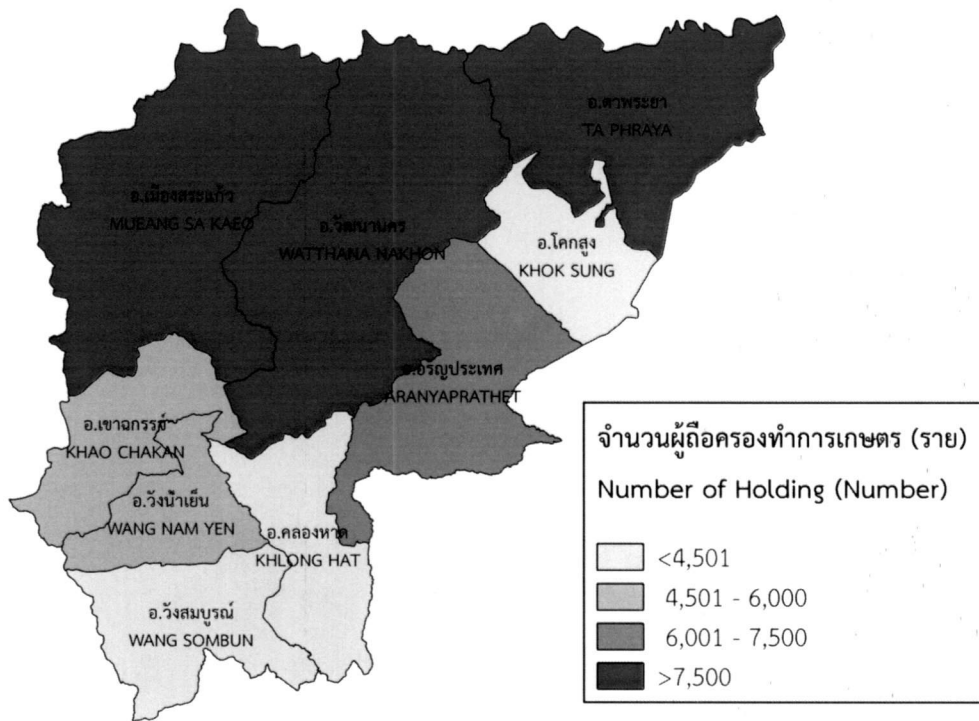 อ.ตาพระยา
TA PHRAYA
อ.เมืองสระแก้ว
MUEANG SA KAEO
อ.วัฒนานคร
WATTHANA NAKHON
อ.โคกสูง
KHOK SUNG
อ.อรัญประเทศ
ARANYAPRATHET
อ.เขาฉกรรจ์
KHAO CHAKAN
อ.วังน้ำเย็น
WANG NAM YEN
อ.คลองหาด
KHLONG HAT
อ.วังสมบูรณ์
WANG SOMBUN
จำนวนผู้ถือครองทำการเกษตร (ราย)
Number of Holding (Number)
<4,501
4,501 - 6,000
6,001 - 7,500
>7,500